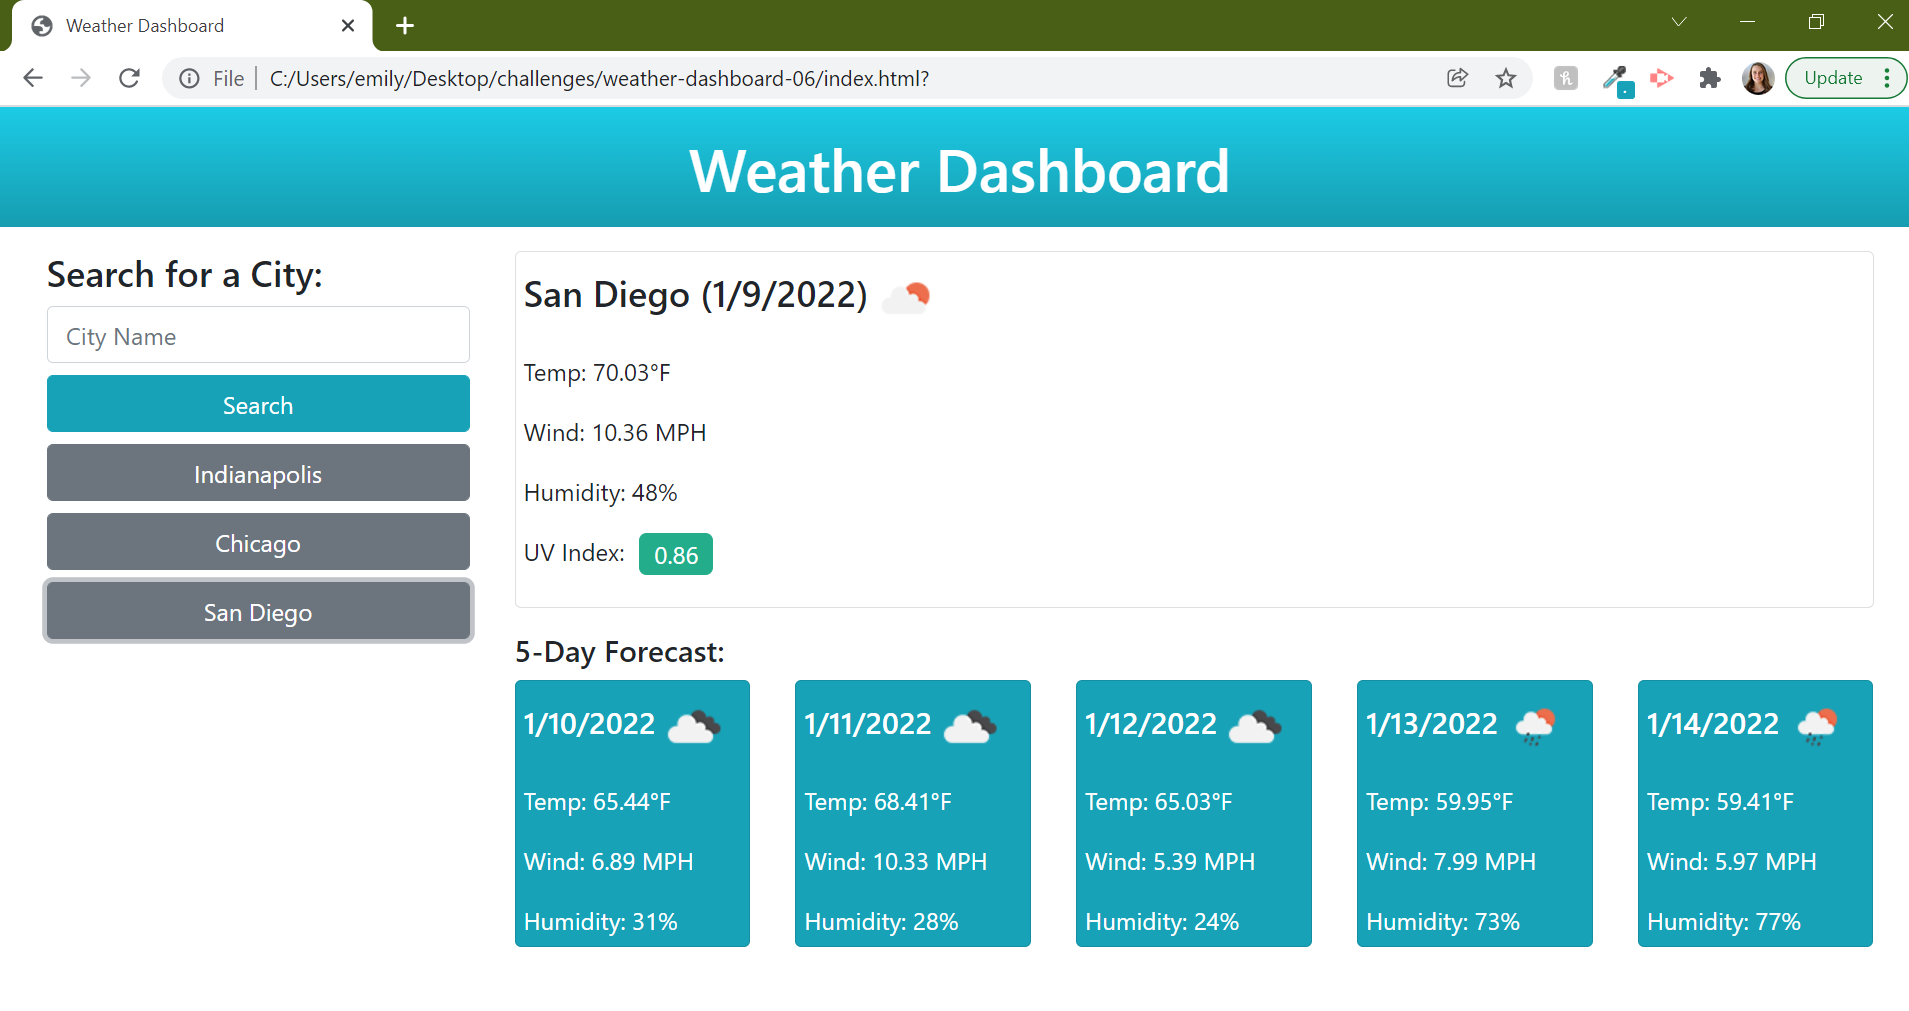 Weather Dashboard
File
C:/Users/emily/Desktop/challenges/weather-dashboard-06/index.html?
Update
Weather Dashboard
Search for a City:
City Name
Search
Indianapolis
Chicago
San Diego
San Diego (1/9/2022)
Temp: 70.03°F
Wind: 10.36 MPH
Humidity: 48%
UV Index: 0.86
5-Day Forecast:
1/10/2022
Temp: 65.44°F
Wind: 6.89 MPH
Humidity: 31%
1/11/2022
Temp: 68.41°F
Wind: 10.33 MPH
Humidity: 28%
1/12/2022
Temp: 65.03°F
Wind: 5.39 MPH
Humidity: 24%
1/13/2022
Temp: 59.95°F
Wind: 7.99 MPH
Humidity: 73%
1/14/2022
Temp: 59.41°F
Wind: 5.97 MPH
Humidity: 77%